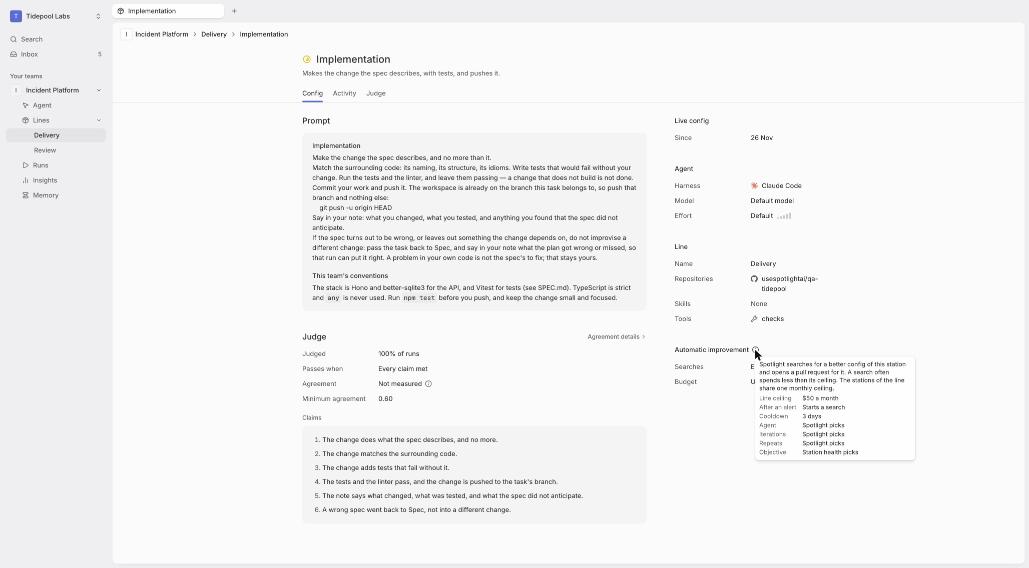 T Tidepool Labs
Search
Inbox 5
Your teams
I Incident Platform
Agent
Lines
Delivery
Review
Runs
Insights
Memory
Implementation +
I Incident Platform > Delivery > Implementation
Implementation
Makes the change the spec describes, with tests, and pushes it.
Config Activity Judge
Prompt
Implementation
Make the change the spec describes, and no more than it.
Match the surrounding code: its naming, its structure, its idioms. Write tests that would fail without your
change. Run the tests and the linter, and leave them passing — a change that does not build is not done.
Commit your work and push it. The workspace is already on the branch this task belongs to, so push that
branch and nothing else:
git push -u origin HEAD
Say in your note: what you changed, what you tested, and anything you found that the spec did not
anticipate.
If the spec turns out to be wrong, or leaves out something the change depends on, do not improvise a
different change: pass the task back to Spec, and say in your note what the plan got wrong or missed, so
that run can put it right. A problem in your own code is not the spec's to fix; that stays yours.
This team's conventions
The stack is Hono and better-sqlite3 for the API, and Vitest for tests (see SPEC.md). TypeScript is strict
and any is never used. Run npm test before you push, and keep the change small and focused.
Judge Agreement details >
Judged 100% of runs
Passes when Every claim met
Agreement Not measured
Minimum agreement 0.60
Claims
1. The change does what the spec describes, and no more.
2. The change matches the surrounding code.
3. The change adds tests that fail without it.
4. The tests and the linter pass, and the change is pushed to the task's branch.
5. The note says what changed, what was tested, and what the spec did not anticipate.
6. A wrong spec went back to Spec, not into a different change.
Live config
Since 26 Nov
Agent
Harness Claude Code
Model Default model
Effort Default
Line
Name Delivery
Repositories usespotlightai/qa-
tidepool
Skills None
Tools checks
Automatic improvement
Searches E
Budget U
Spotlight searches for a better config of this station
and opens a pull request for it. A search often
spends less than its ceiling. The stations of the line
share one monthly ceiling.
Line ceiling $50 a month
After an alert Starts a search
Cooldown 3 days
Agent Spotlight picks
Iterations Spotlight picks
Repeats Spotlight picks
Objective Station health picks